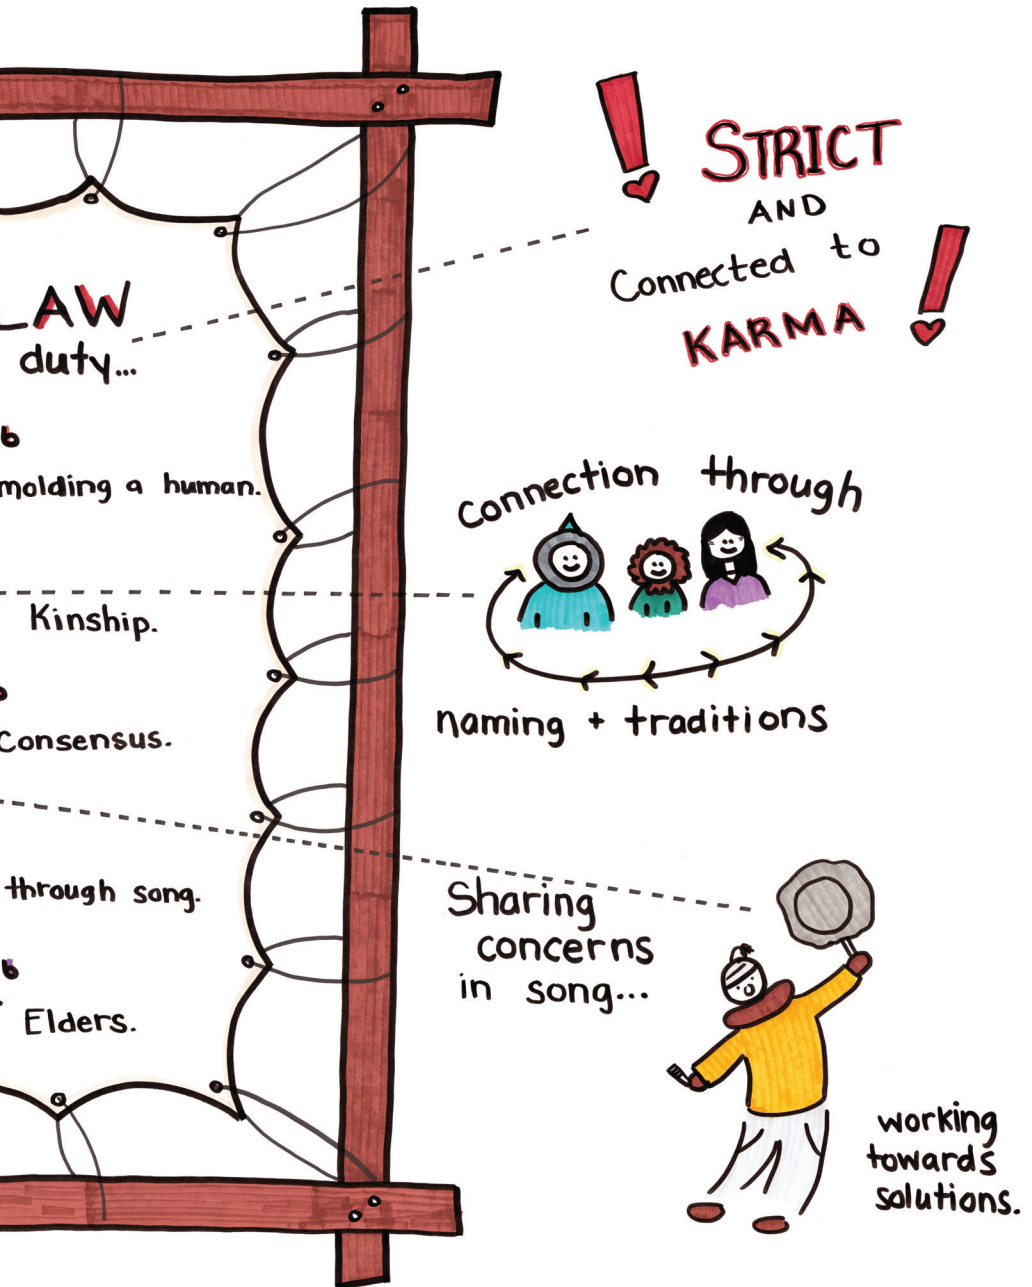 LAW
duty...
molding a human.
Kinship.
Consensus.
through song.
Elders.
STRICT
AND
Connected to
KARMA
connection through
naming + traditions
Sharing
concerns
in song...
working
towards
solutions.